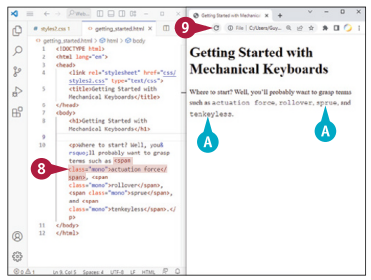 # styles2.css 1
getting_started.html 1
getting_started.html > html > body
1 <!DOCTYPE html>
2 <html lang="en">
3 <head>
4 <link rel="stylesheet" href="css/
styles2.css" type="text/css">
5 <title>Getting Started with
Mechanical Keyboards</title>
6 </head>
7 <body>
8 <h1>Getting Started with
Mechanical Keyboards</h1>
9
10 <p>Where to start? Well, you&
rsquo;ll probably want to grasp
terms such as <span
8
class="mono">actuation force</
span>, <span
class="mono">rollover</span>,
<span class="mono">sprue</span>,
and <span
class="mono">tenkeyless</span>.</
p>
11 </body>
12 </html>
Ln 9, Col 5 Spaces: 4 UTF-8 LF HTML
Getting Started with Mechanical
9
File | C:/Users/Guy...
Getting Started with
Mechanical Keyboards
Where to start? Well, you’ll probably want to grasp terms
such as actuation force, rollover, sprue, and
tenkeyless.
A
A